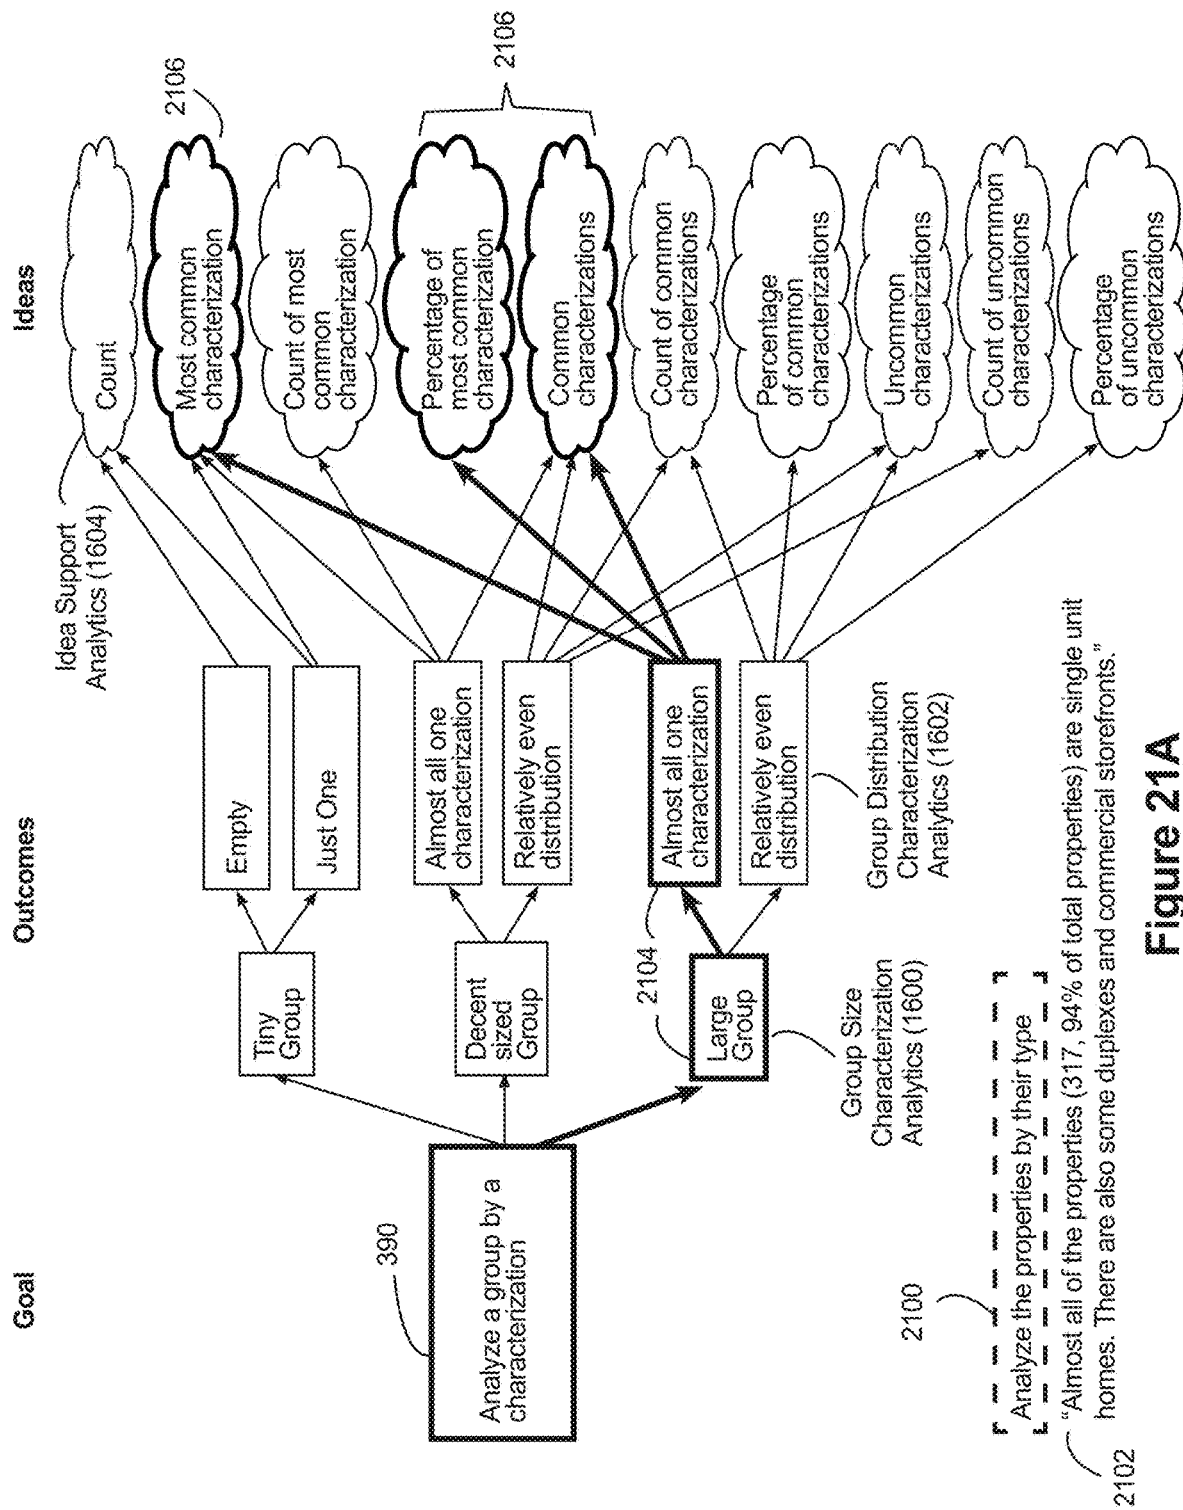 Goal
Outcomes
Ideas
390
Analyze a group by a
characterization
Tiny
Group
Decent
sized
Group
2104
Large
Group
Group Size
Characterization
Analytics (1600)
Empty
Just One
Almost all one
characterization
Relatively even
distribution
Almost all one
characterization
Relatively even
distribution
Group Distribution
Characterization
Analytics (1602)
Idea Support
Analytics (1604)
Count
Most common
characterization
2106
Count of most
common
characterization
Percentage of
most common
characterization
2106
Common
characterizations
Count of common
characterizations
Percentage
of common
characterizations
Uncommon
characterizations
Count of uncommon
characterizations
Percentage
of uncommon
characterizations
2100
Analyze the properties by their type
2102
“Almost all of the properties (317, 94% of total properties) are single unit
homes. There are also some duplexes and commercial storefronts.”
Figure 21A